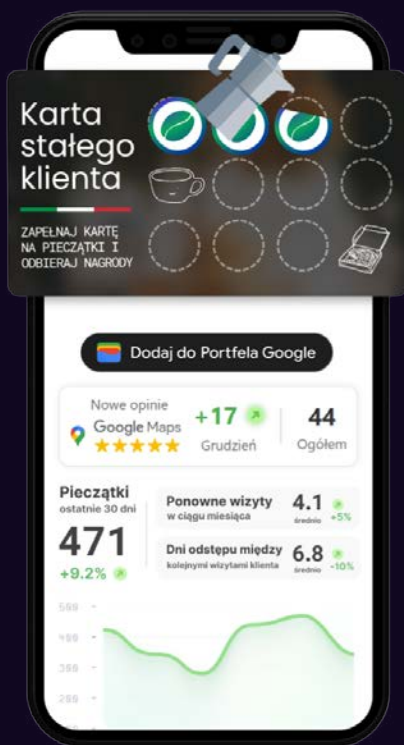 Karta
stałego
klienta
ZAPEŁNAJ KARTĘ
NA PIECZĄTKI I
ODBIERAJ NAGRODY
Dodaj do Portfela Google
Nowe opinie
Google Maps
+17
Grudzień
44
Ogółem
Pieczątki
ostatnie 30 dni
471
+9.2%
Ponowne wizyty
w ciągu miesiąca
4.1
średnio +5%
Dni odstępu między
kolejnymi wizytami klienta
6.8
średnio -10%
500
400
300
200